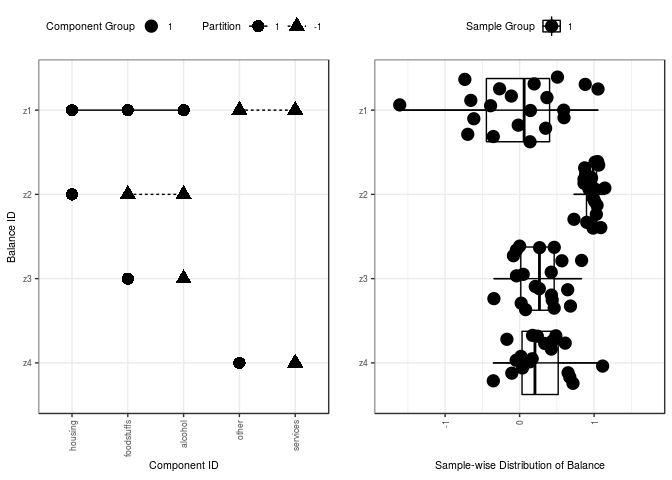 Component Group 1 Partition 1 -1
Sample Group 1
Balance ID
z1
z2
z3
z4
housing
foodstuffs
alcohol
other
services
Component ID
z1
z2
z3
z4
-1
0
1
Sample-wise Distribution of Balance